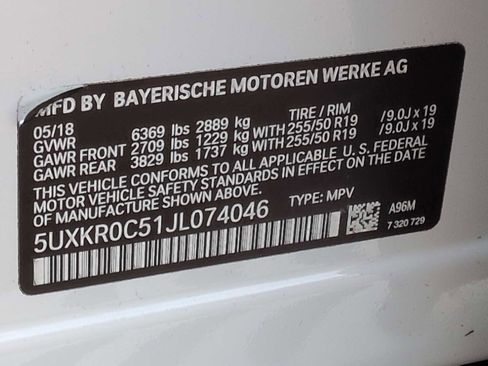 MFD BY BAYERISCHE MOTOREN WERKE AG
05/18 TIRE / RIM
GVWR 6369 lbs 2889 kg
GAWR FRONT 2709 lbs 1229 kg WITH 255/50 R19 /9.0J x 19
GAWR REAR 3829 lbs 1737 kg WITH 255/50 R19 /9.0J x 19
THIS VEHICLE CONFORMS TO ALL APPLICABLE U.S. FEDERAL
MOTOR VEHICLE SAFETY STANDARDS IN EFFECT ON THE DATE
OF MANUFACTURE SHOWN ABOVE.
5UXKR0C51JL074046 TYPE: MPV
A96M
7 320 729